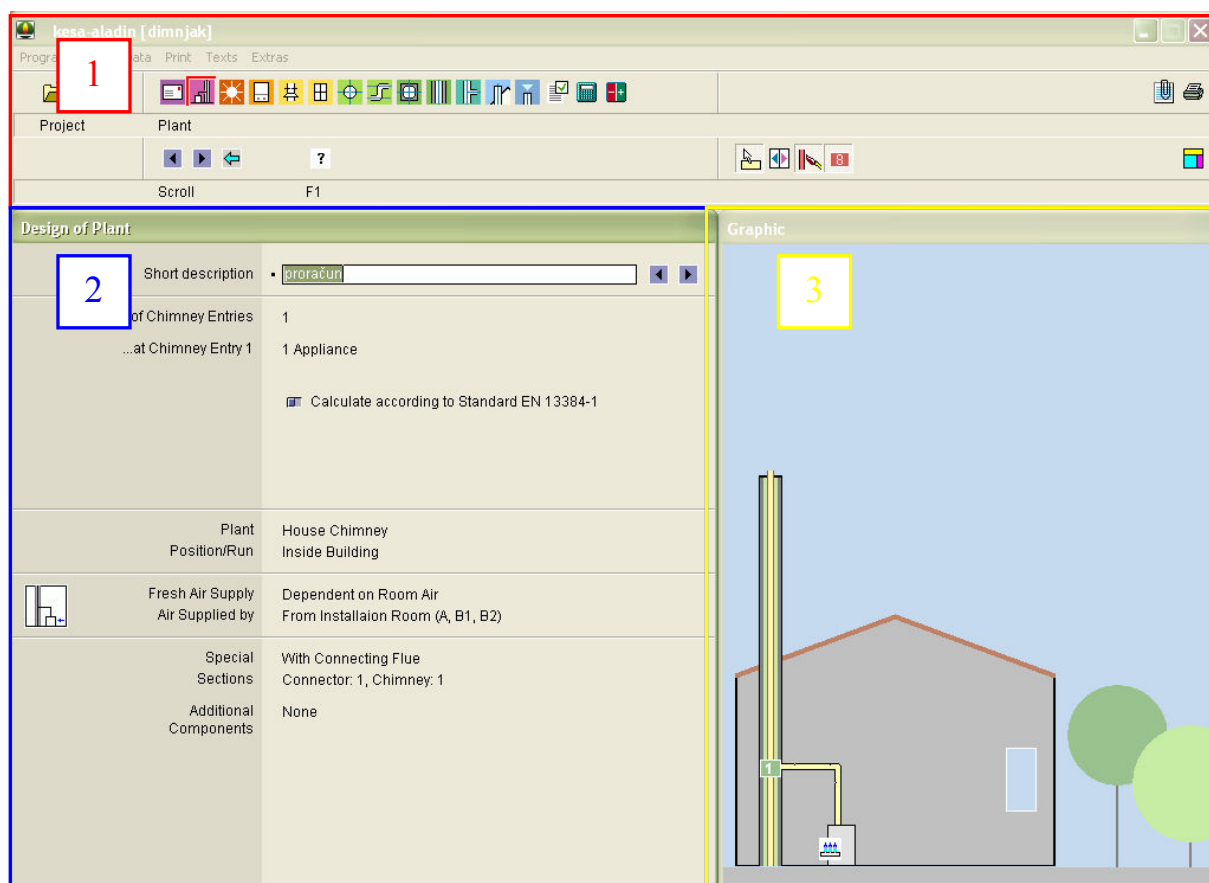 kesa-aladin [dimnjak]
Print Texts Extras
1
Project Plant
?
8
Scroll F1
Design of Plant
Graphic
2
3
Short description • proračun
of Chimney Entries 1
...at Chimney Entry 1 1 Appliance
Calculate according to Standard EN 13384-1
Plant House Chimney
Position/Run Inside Building
Fresh Air Supply Dependent on Room Air
Air Supplied by From Installaion Room (A, B1, B2)
Special With Connecting Flue
Sections Connector: 1, Chimney: 1
Additional None
Components
1